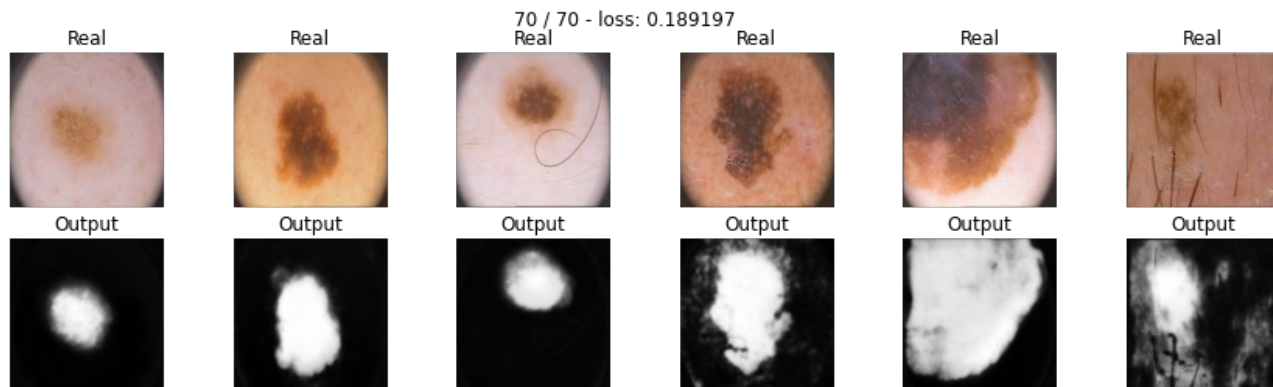 70 / 70 - loss: 0.189197
Real Real Real Real Real Real
Output Output Output Output Output Output